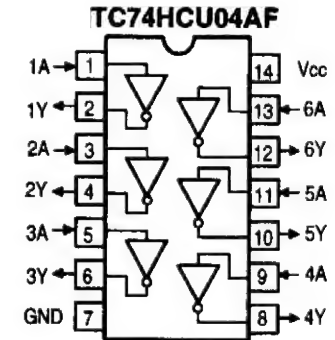 TC74HCU04AF
1A 1 14 Vcc
1Y 2 13 6A
2A 3 12 6Y
2Y 4 11 5A
3A 5 10 5Y
3Y 6 9 4A
GND 7 8 4Y